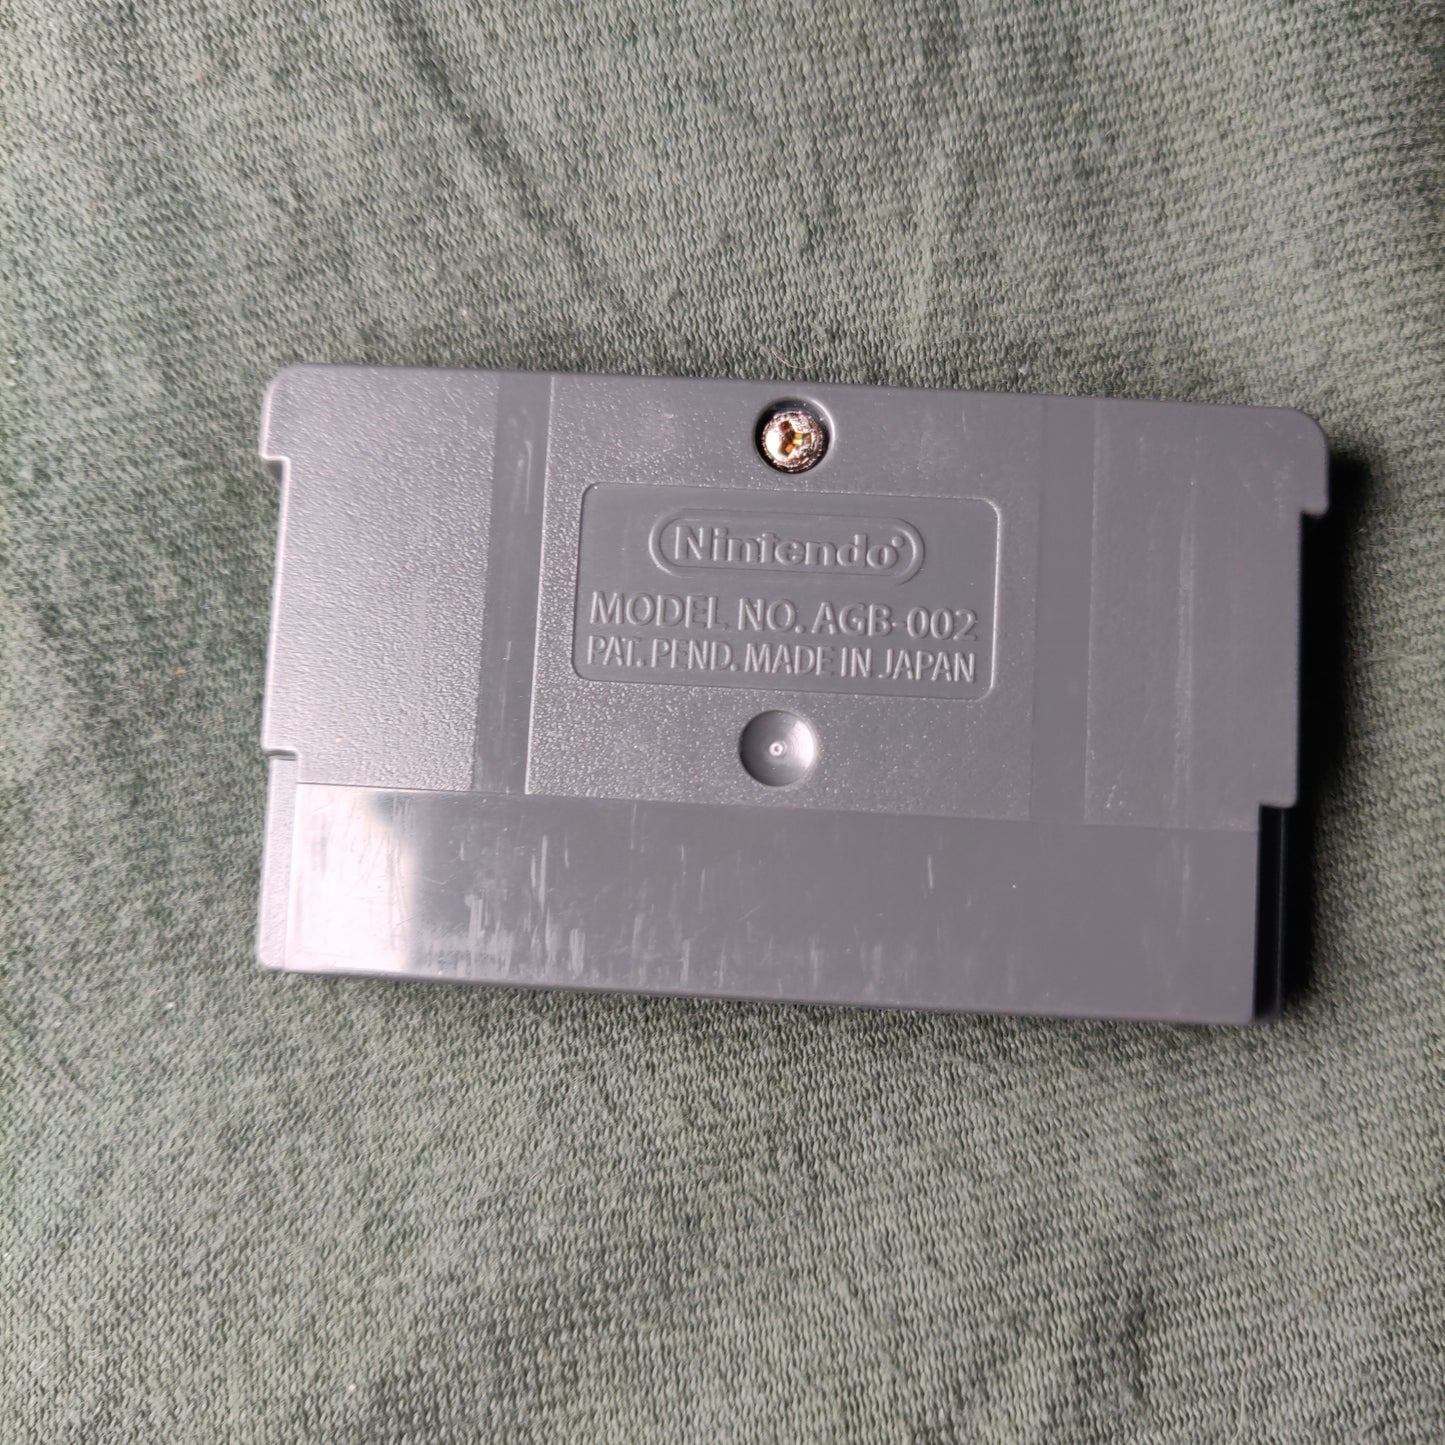 Nintendo®
MODEL NO. AGB-002
PAT. PEND. MADE IN JAPAN